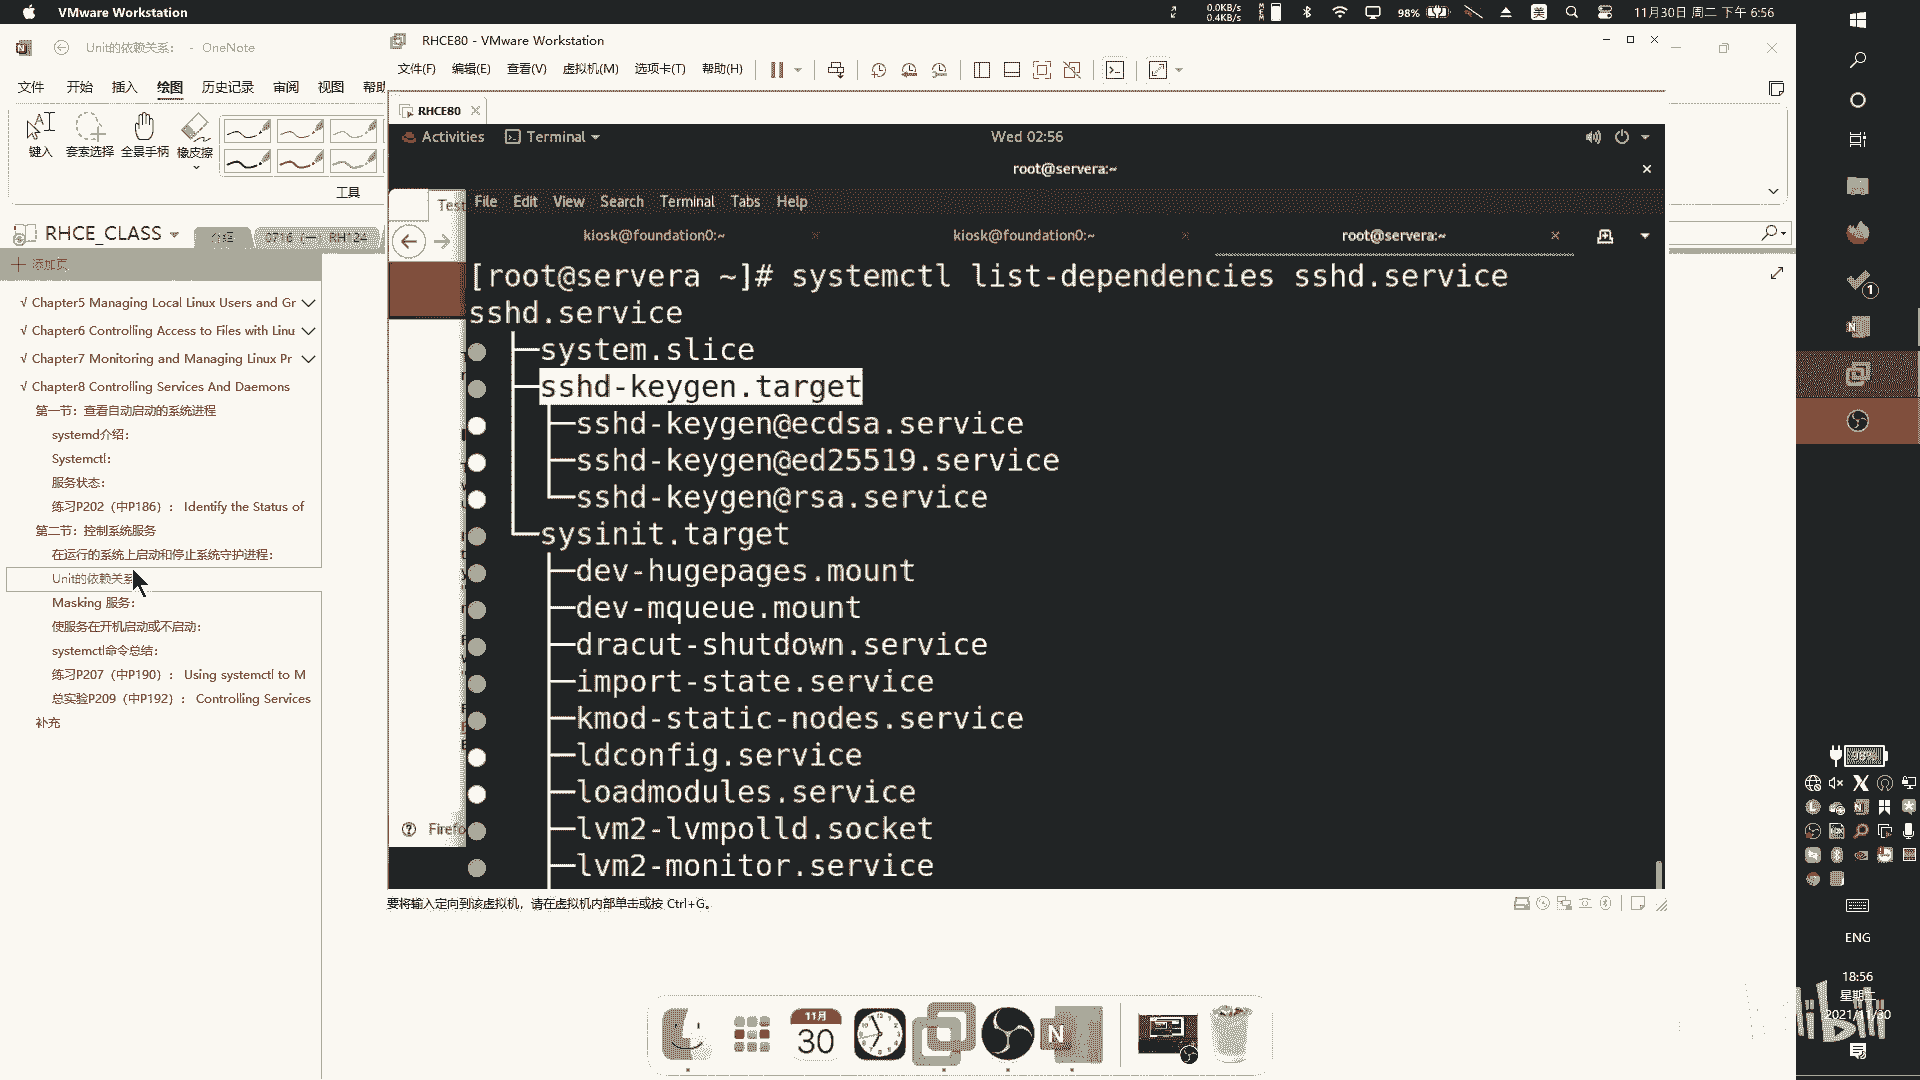 VMware Workstation
0.0KB/s
0.4KB/s
98%
美
11月30日 周二 下午 6:56
Unit的依赖关系: - OneNote
文件 开始 插入 绘图 历史记录 审阅 视图 帮助
键入 套索选择 全景手柄 橡皮擦
工具
RHCE_CLASS
0716 (一) RH124
添加页
√ Chapter5 Managing Local Linux Users and Gr
√ Chapter6 Controlling Access to Files with Linu
√ Chapter7 Monitoring and Managing Linux Pr
√ Chapter8 Controlling Services And Daemons
第一节: 查看自动启动的系统进程
systemd介绍:
Systemctl:
服务状态:
练习P202（中P186）: Identify the Status of
第二节: 控制系统服务
在运行的系统上启动和停止系统守护进程:
Unit的依赖关系
Masking 服务:
使服务在开机启动或不启动:
systemctl命令总结:
练习P207（中P190）: Using systemctl to M
总实验P209（中P192）: Controlling Services
补充
RHCE80 - VMware Workstation
文件(F) 编辑(E) 查看(V) 虚拟机(M) 选项卡(T) 帮助(H)
RHCE80
Activities Terminal Wed 02:56
root@servera:~
Test
File Edit View Search Terminal Tabs Help
kiosk@foundation0:~ kiosk@foundation0:~ root@servera:~
[root@servera ~]# systemctl list-dependencies sshd.service
sshd.service
● ├─system.slice
● ├─sshd-keygen.target
● │ ├─sshd-keygen@ecdsa.service
● │ ├─sshd-keygen@ed25519.service
● │ └─sshd-keygen@rsa.service
● └─sysinit.target
● ├─dev-hugepages.mount
● ├─dev-mqueue.mount
● ├─dracut-shutdown.service
● ├─import-state.service
● ├─kmod-static-nodes.service
● ├─ldconfig.service
● ├─loadmodules.service
● ├─lvm2-lvmpolld.socket
● ├─lvm2-monitor.service
Firefo
要将输入定向到该虚拟机，请在虚拟机内部单击或按 Ctrl+G。
11月
30
N
1
ENG
18:56
2021/11/30